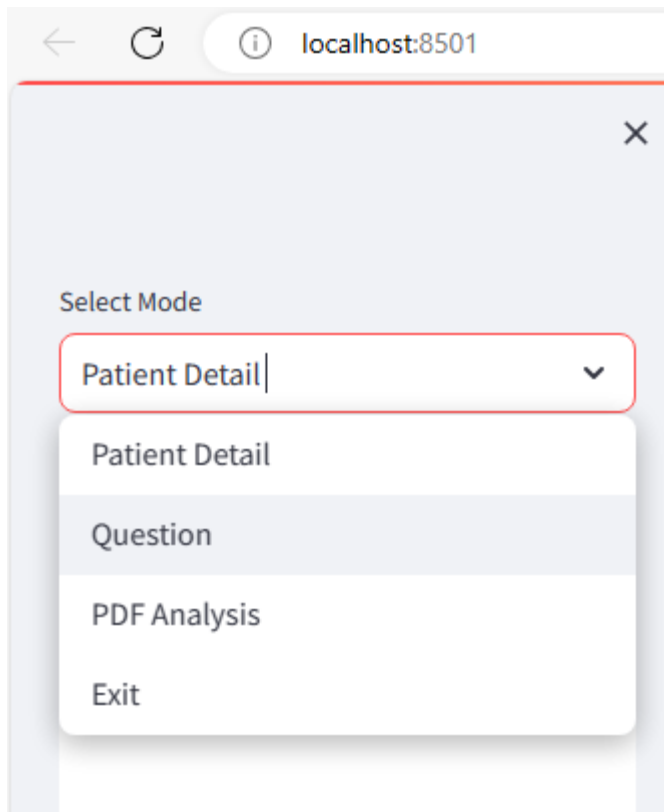 localhost:8501
Select Mode
Patient Detail
Patient Detail
Question
PDF Analysis
Exit